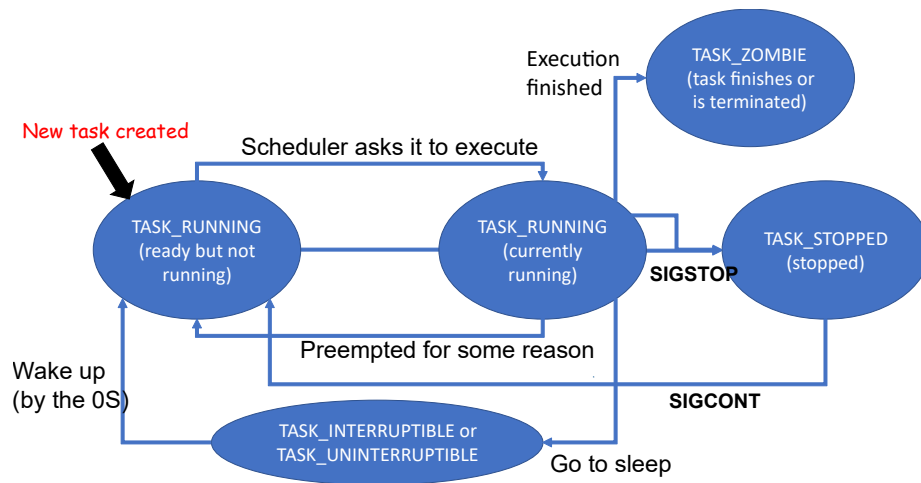 Execution
finished
TASK_ZOMBIE
(task finishes or
is terminated)
New task created
Scheduler asks it to execute
TASK_RUNNING
(ready but not
running)
TASK_RUNNING
(currently
running)
TASK_STOPPED
(stopped)
SIGSTOP
Preempted for some reason
Wake up
(by the 0S)
SIGCONT
TASK_INTERRUPTIBLE or
TASK_UNINTERRUPTIBLE
Go to sleep